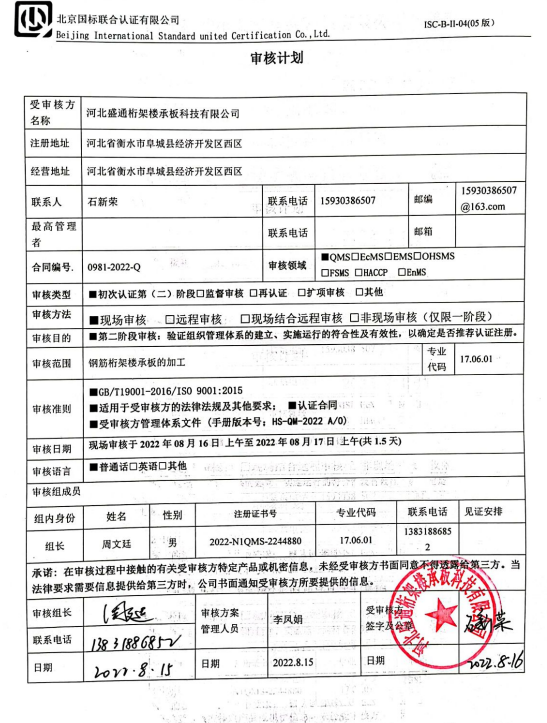 北京国标联合认证有限公司
Beijing International Standard united Certification Co.,Ltd.
ISC-B-II-04(05 版)
审核计划
受审核方名称 河北盛通桁架楼承板科技有限公司
注册地址 河北省衡水市阜城县经济开发区西区
经营地址 河北省衡水市阜城县经济开发区西区
联系人 石新荣 联系电话 15930386507 邮编 15930386507@163.com
最高管理者 联系电话 邮箱
合同编号. 0981-2022-Q 审核领域 ■QMS□EcMS□EMS□OHSMS
□FSMS □HACCP □EnMS
审核类型 ■初次认证第（二）阶段□监督审核 □再认证 □扩项审核 □其他
审核方法 ■现场审核 □远程审核 □现场结合远程审核 □非现场审核（仅限一阶段）
审核目的 ■第二阶段审核：验证组织管理体系的建立、实施运行的符合性及有效性，以确定是否推荐认证注册。
审核范围 钢筋桁架楼承板的加工 专业代码 17.06.01
审核准则 ■GB/T19001-2016/ISO 9001:2015
■适用于受审核方的法律法规及其他要求； ■认证合同
■受审核方管理体系文件（手册版本号：HS-QM-2022 A/0）
审核日期 现场审核于 2022 年 08 月 16 日 上午至 2022 年 08 月 17 日 上午(共 1.5 天)
审核语言 ■普通话□英语□其他
审核组成员
组内身份 姓名 性别 注册证书号 专业代码 联系电话 见证安排
组长 周文廷 男 2022-N1QMS-2244880 17.06.01 13831886852
承诺：在审核过程中接触的有关受审核方特定产品或机密信息，未经受审核方书面同意不得透露给第三方。当
法律要求需要信息提供给第三方时，公司书面通知受审核方所要提供的信息。
审核组长 审核方案管理人员 李凤娟 受审核方签字及公章
联系电话 13831886852
日期 2022.8.15 日期 2022.8.15 日期 2022.8.16
河北盛通桁架楼承板科技有限公司